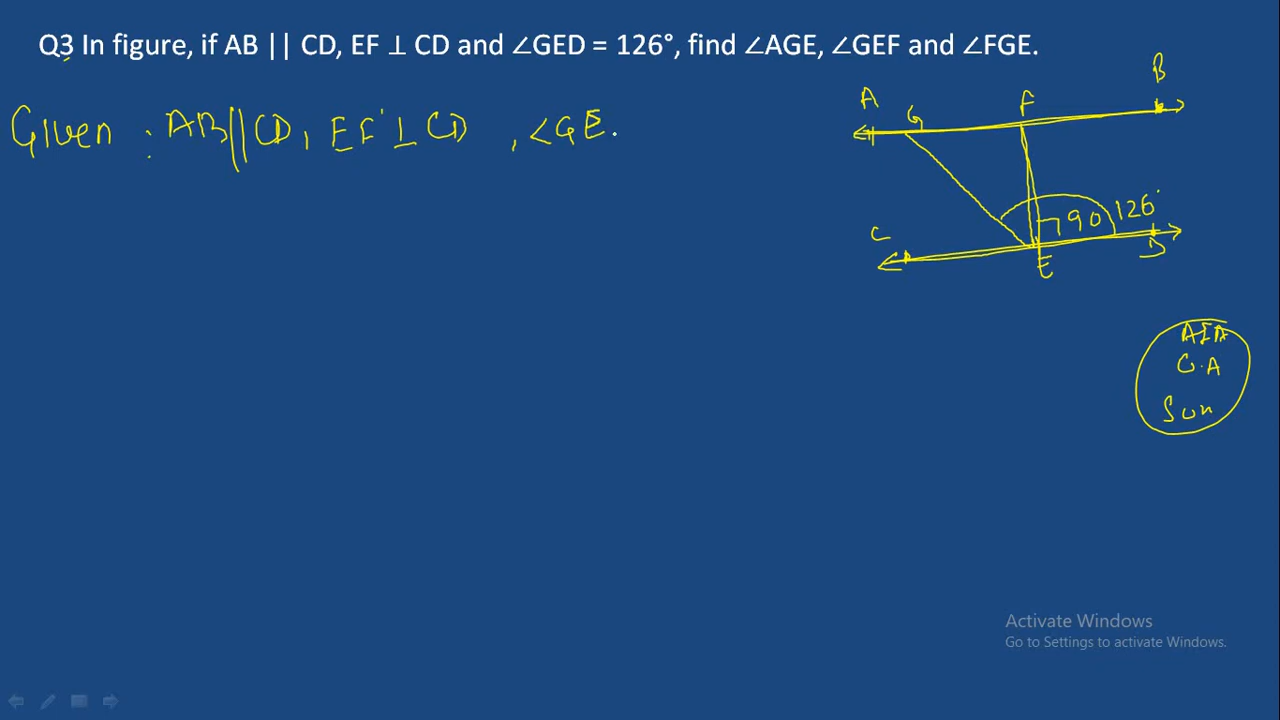 Q3 In figure, if AB || CD, EF ⊥ CD and ∠GED = 126°, find ∠AGE, ∠GEF and ∠FGE.
Given : AB || CD, EF ⊥ CD , ∠GE
A G F B
90 126°
C E D
AIA
C.A
Activate Windows
Go to Settings to activate Windows.